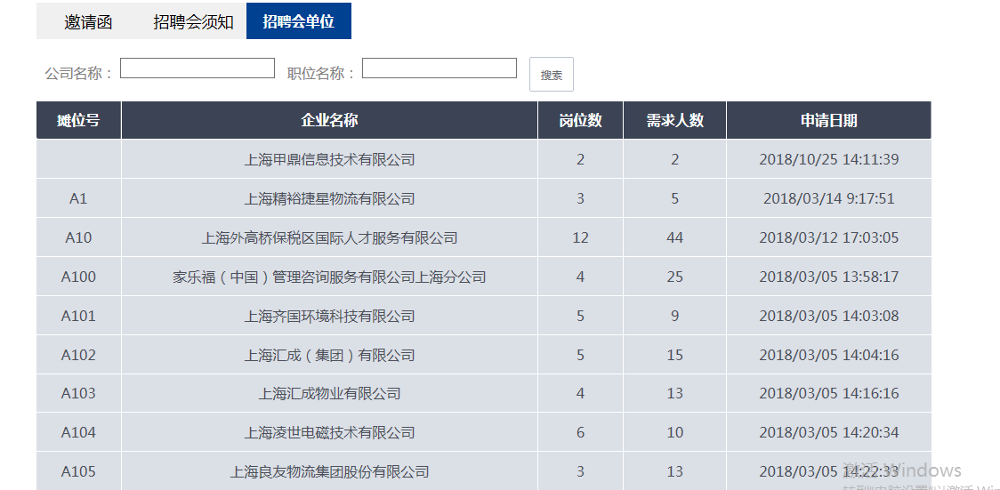 邀请函 招聘会须知 招聘会单位
公司名称： 职位名称： 搜索
摊位号 企业名称 岗位数 需求人数 申请日期
上海甲鼎信息技术有限公司 2 2 2018/10/25 14:11:39
A1 上海精裕捷星物流有限公司 3 5 2018/03/14 9:17:51
A10 上海外高桥保税区国际人才服务有限公司 12 44 2018/03/12 17:03:05
A100 家乐福（中国）管理咨询服务有限公司上海分公司 4 25 2018/03/05 13:58:17
A101 上海齐国环境科技有限公司 5 9 2018/03/05 14:03:08
A102 上海汇成（集团）有限公司 5 15 2018/03/05 14:04:16
A103 上海汇成物业有限公司 4 13 2018/03/05 14:16:16
A104 上海凌世电磁技术有限公司 6 10 2018/03/05 14:20:34
A105 上海良友物流集团股份有限公司 3 13 2018/03/05 14:22:33
激活 Windows